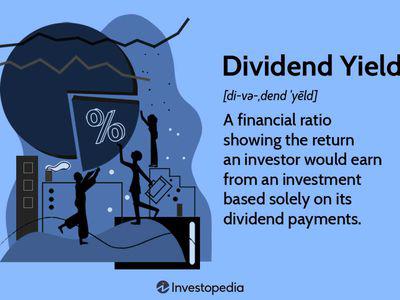 Dividend Yield
[di-və-ˌdend ˈyēld]
A financial ratio
showing the return
an investor would earn
from an investment
based solely on its
dividend payments.
%
Investopedia